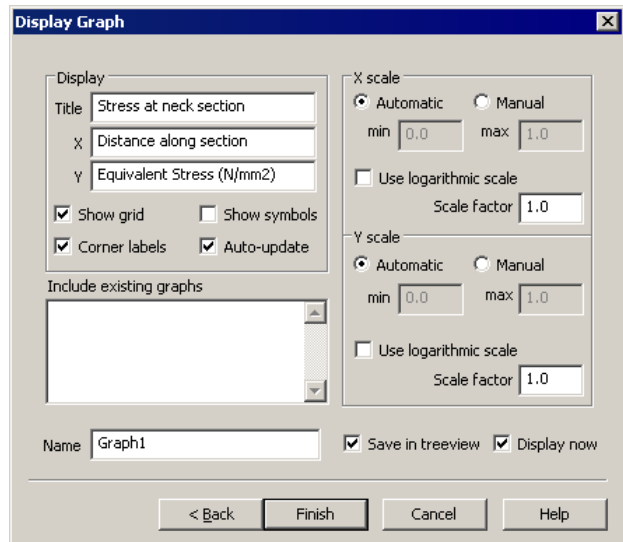 Display Graph
Display
Title Stress at neck section
X Distance along section
Y Equivalent Stress (N/mm2)
Show grid Show symbols
Corner labels Auto-update
Include existing graphs
X scale
Automatic Manual
min 0.0 max 1.0
Use logarithmic scale
Scale factor 1.0
Y scale
Automatic Manual
min 0.0 max 1.0
Use logarithmic scale
Scale factor 1.0
Name Graph1 Save in treeview Display now
< Back Finish Cancel Help